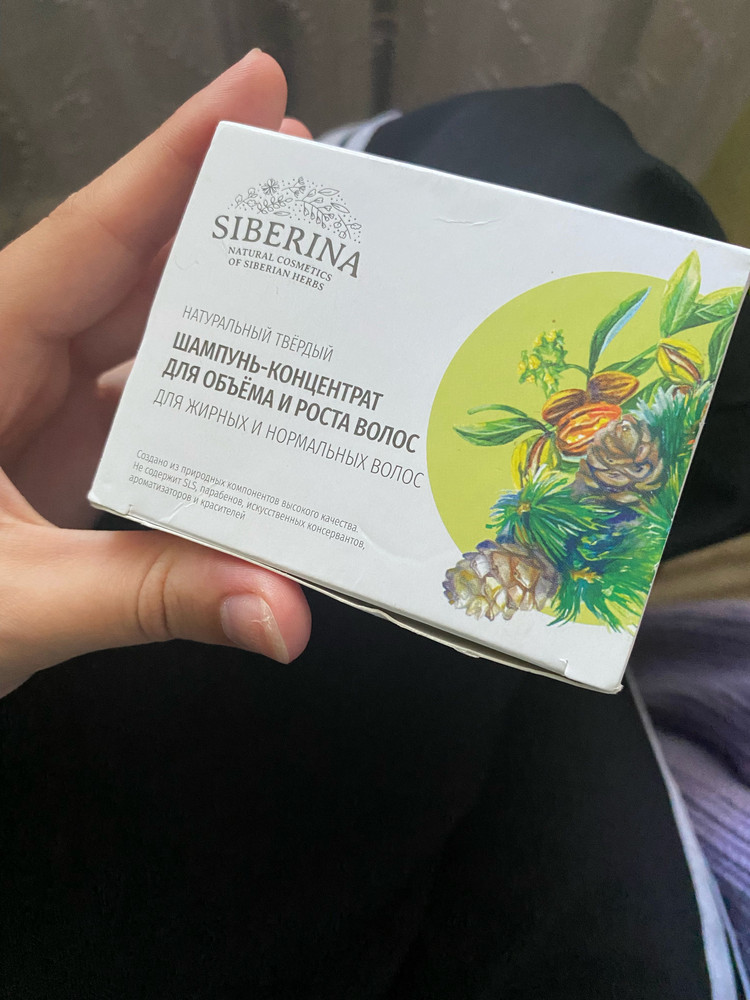 SIBERINA
NATURAL COSMETICS
OF SIBERIAN HERBS
НАТУРАЛЬНЫЙ ТВЁРДЫЙ
ШАМПУНЬ-КОНЦЕНТРАТ
ДЛЯ ОБЪЁМА И РОСТА ВОЛОС
ДЛЯ ЖИРНЫХ И НОРМАЛЬНЫХ ВОЛОС
Создано из природных компонентов высокого качества.
Не содержит SLS, парабенов, искусственных консервантов,
ароматизаторов и красителей